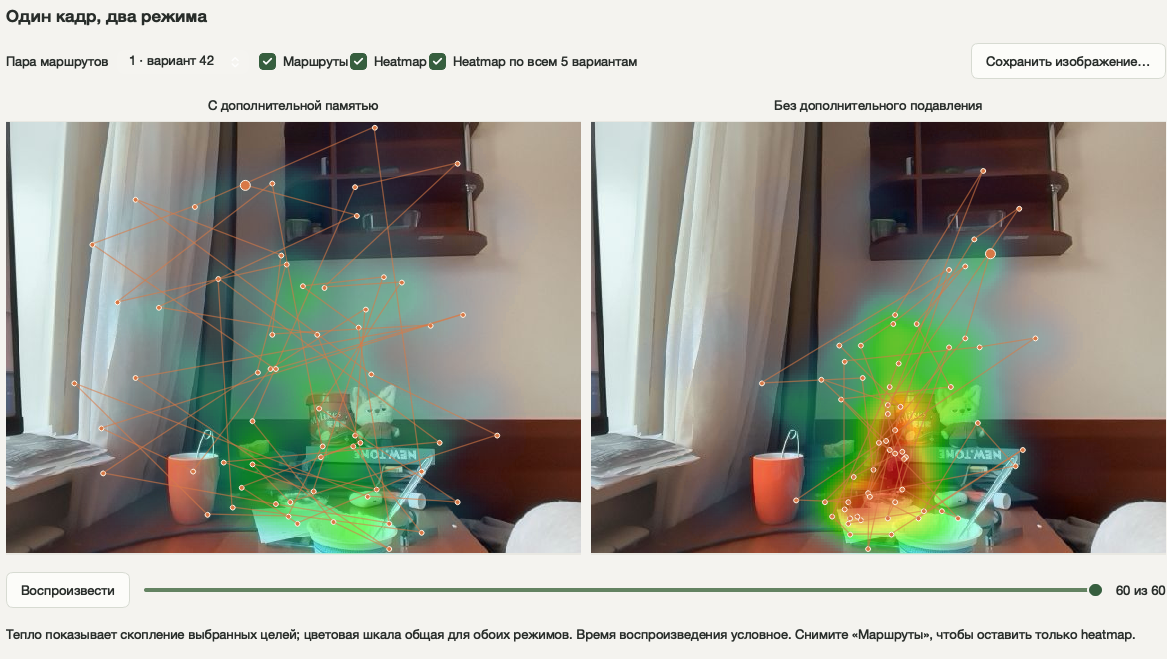 Один кадр, два режима
Пара маршрутов 1 · вариант 42 Маршруты Heatmap Heatmap по всем 5 вариантам Сохранить изображение...
С дополнительной памятью Без дополнительного подавления
NEWTONE NEWTONE
Воспроизвести 60 из 60
Тепло показывает скопление выбранных целей; цветовая шкала общая для обоих режимов. Время воспроизведения условное. Снимите «Маршруты», чтобы оставить только heatmap.